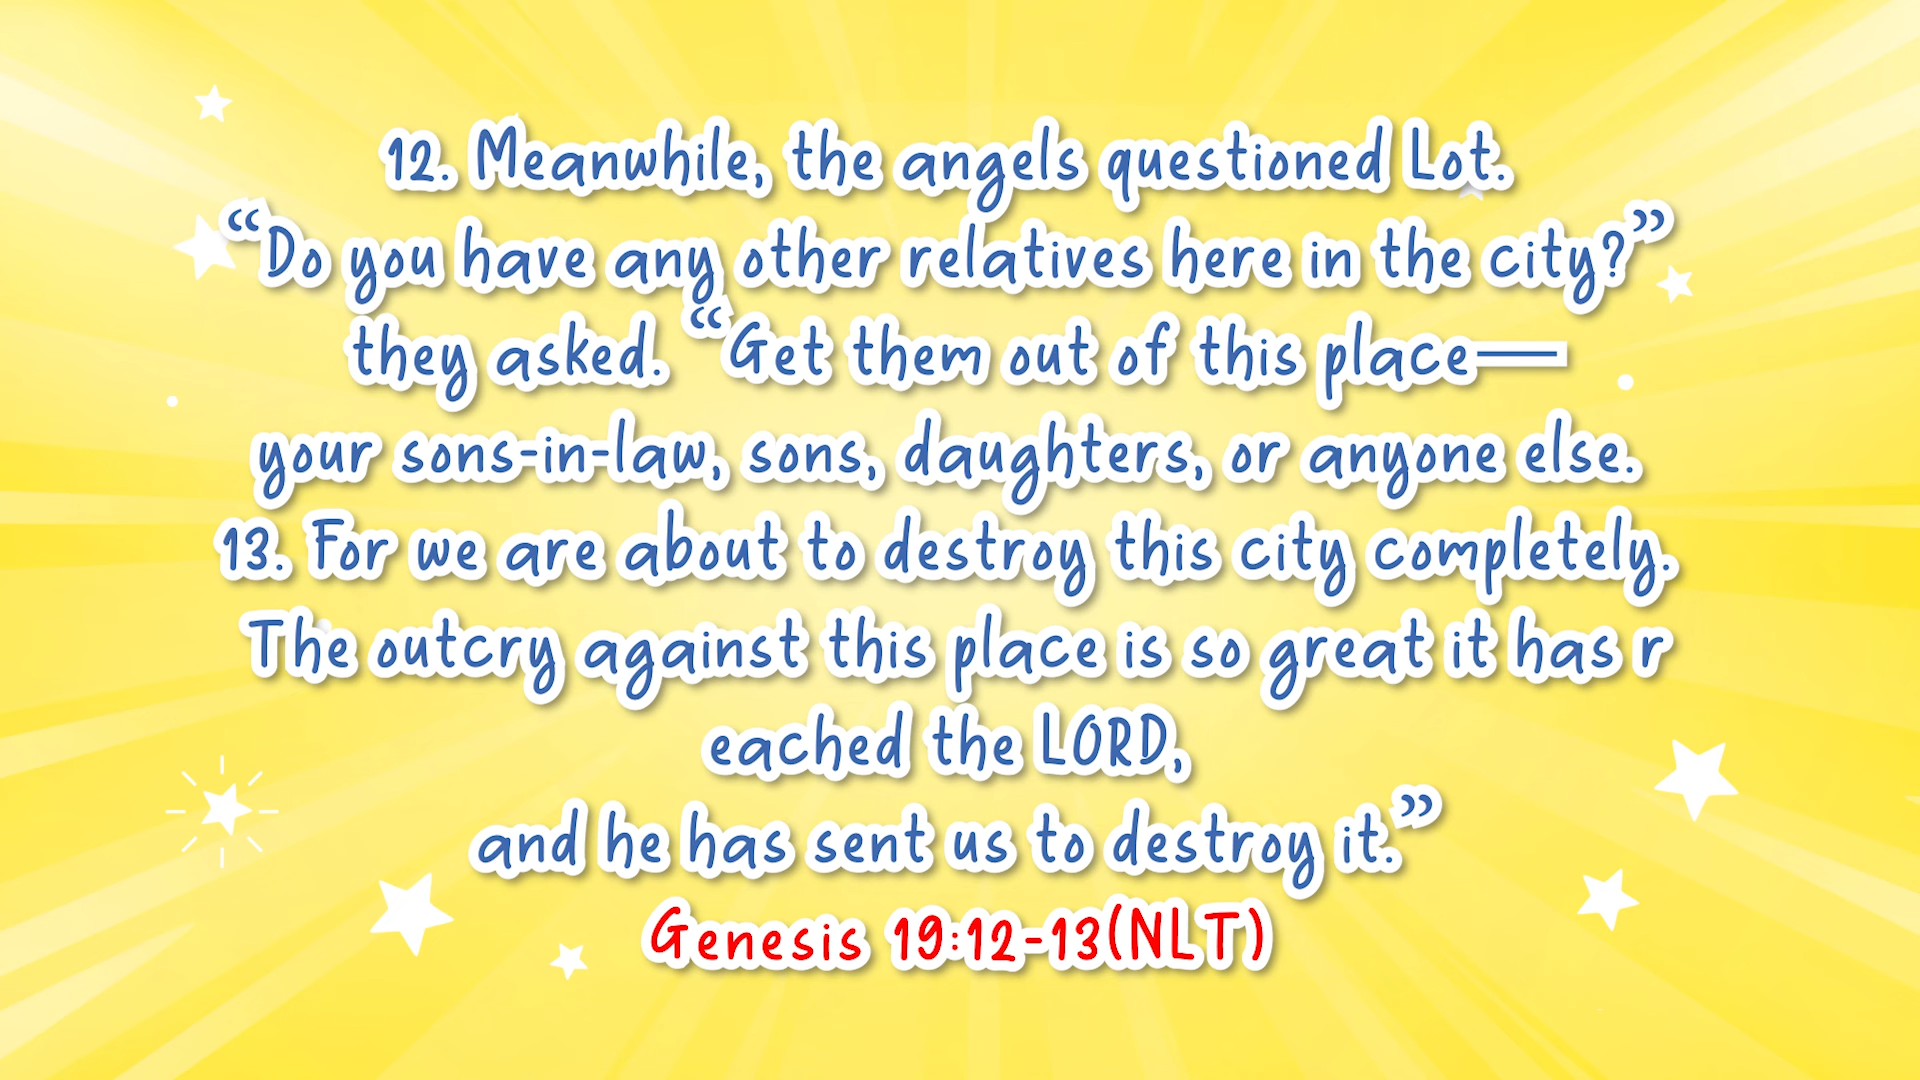 12. Meanwhile, the angels questioned Lot.
“Do you have any other relatives here in the city?”
they asked. “Get them out of this place—
your sons-in-law, sons, daughters, or anyone else.
13. For we are about to destroy this city completely.
The outcry against this place is so great it has r
eached the LORD,
and he has sent us to destroy it.”
Genesis 19:12-13(NLT)